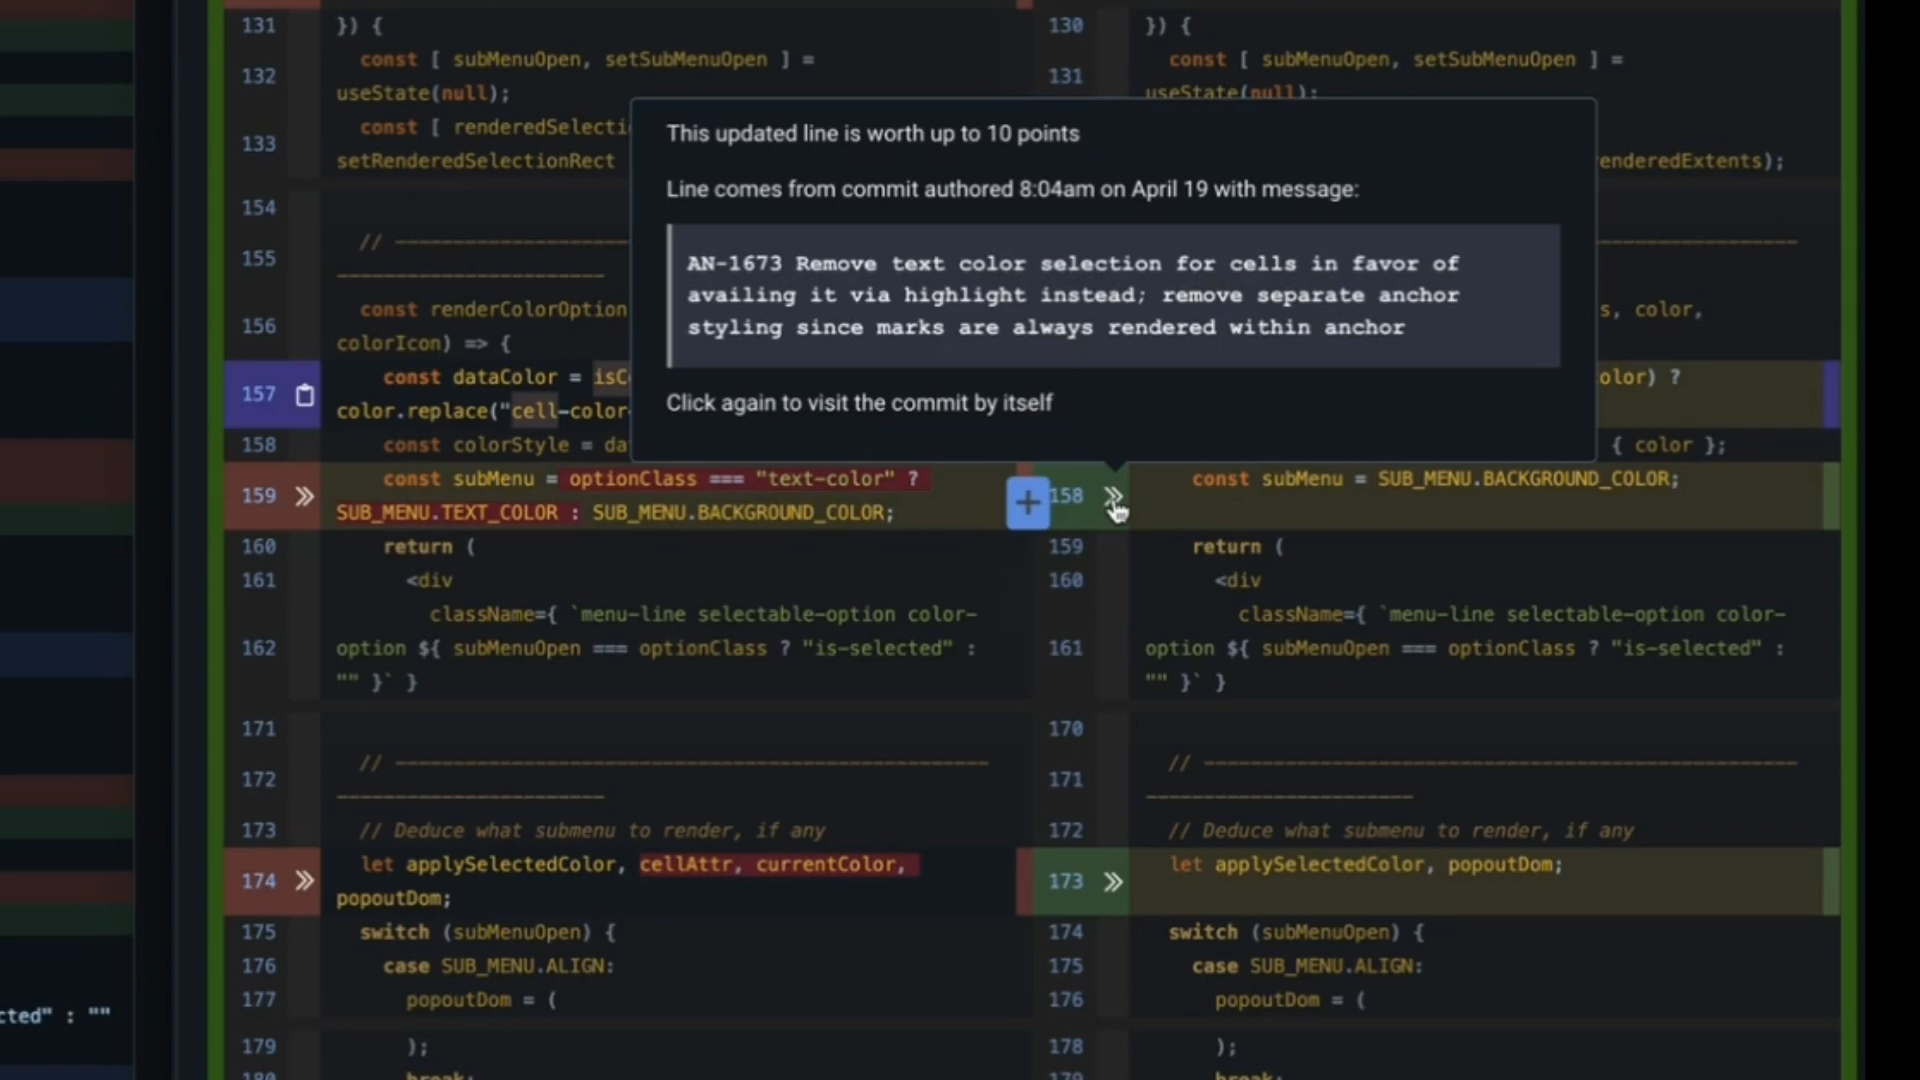 131 }) {
132 const [ subMenuOpen, setSubMenuOpen ] =
useState(null);
133 const [ renderedSelecti
setRenderedSelectionRect
154
155 // ----------------------
-----------------------
156 const renderColorOption
colorIcon) => {
157 const dataColor = isC
color.replace("cell-color-
158 const colorStyle = da
159 const subMenu = optionClass === "text-color" ?
SUB_MENU.TEXT_COLOR : SUB_MENU.BACKGROUND_COLOR;
160 return (
161 <div
className={ `menu-line selectable-option color-
162 option ${ subMenuOpen === optionClass ? "is-selected" :
"" }` }
171
172 // ---------------------------------------------------
-----------------------
173 // Deduce what submenu to render, if any
174 let applySelectedColor, cellAttr, currentColor,
popoutDom;
175 switch (subMenuOpen) {
176 case SUB_MENU.ALIGN:
177 popoutDom = (
179 );
180 break;
130 }) {
131 const [ subMenuOpen, setSubMenuOpen ] =
useState(null);
enderedExtents);
s, color,
olor) ?
{ color };
158 const subMenu = SUB_MENU.BACKGROUND_COLOR;
159 return (
160 <div
className={ `menu-line selectable-option color-
161 option ${ subMenuOpen === optionClass ? "is-selected" :
"" }` }
170
171 // ---------------------------------------------------
-----------------------
172 // Deduce what submenu to render, if any
173 let applySelectedColor, popoutDom;
174 switch (subMenuOpen) {
175 case SUB_MENU.ALIGN:
176 popoutDom = (
178 );
179 break;
This updated line is worth up to 10 points
Line comes from commit authored 8:04am on April 19 with message:
AN-1673 Remove text color selection for cells in favor of
availing it via highlight instead; remove separate anchor
styling since marks are always rendered within anchor
Click again to visit the commit by itself
cted" : ""